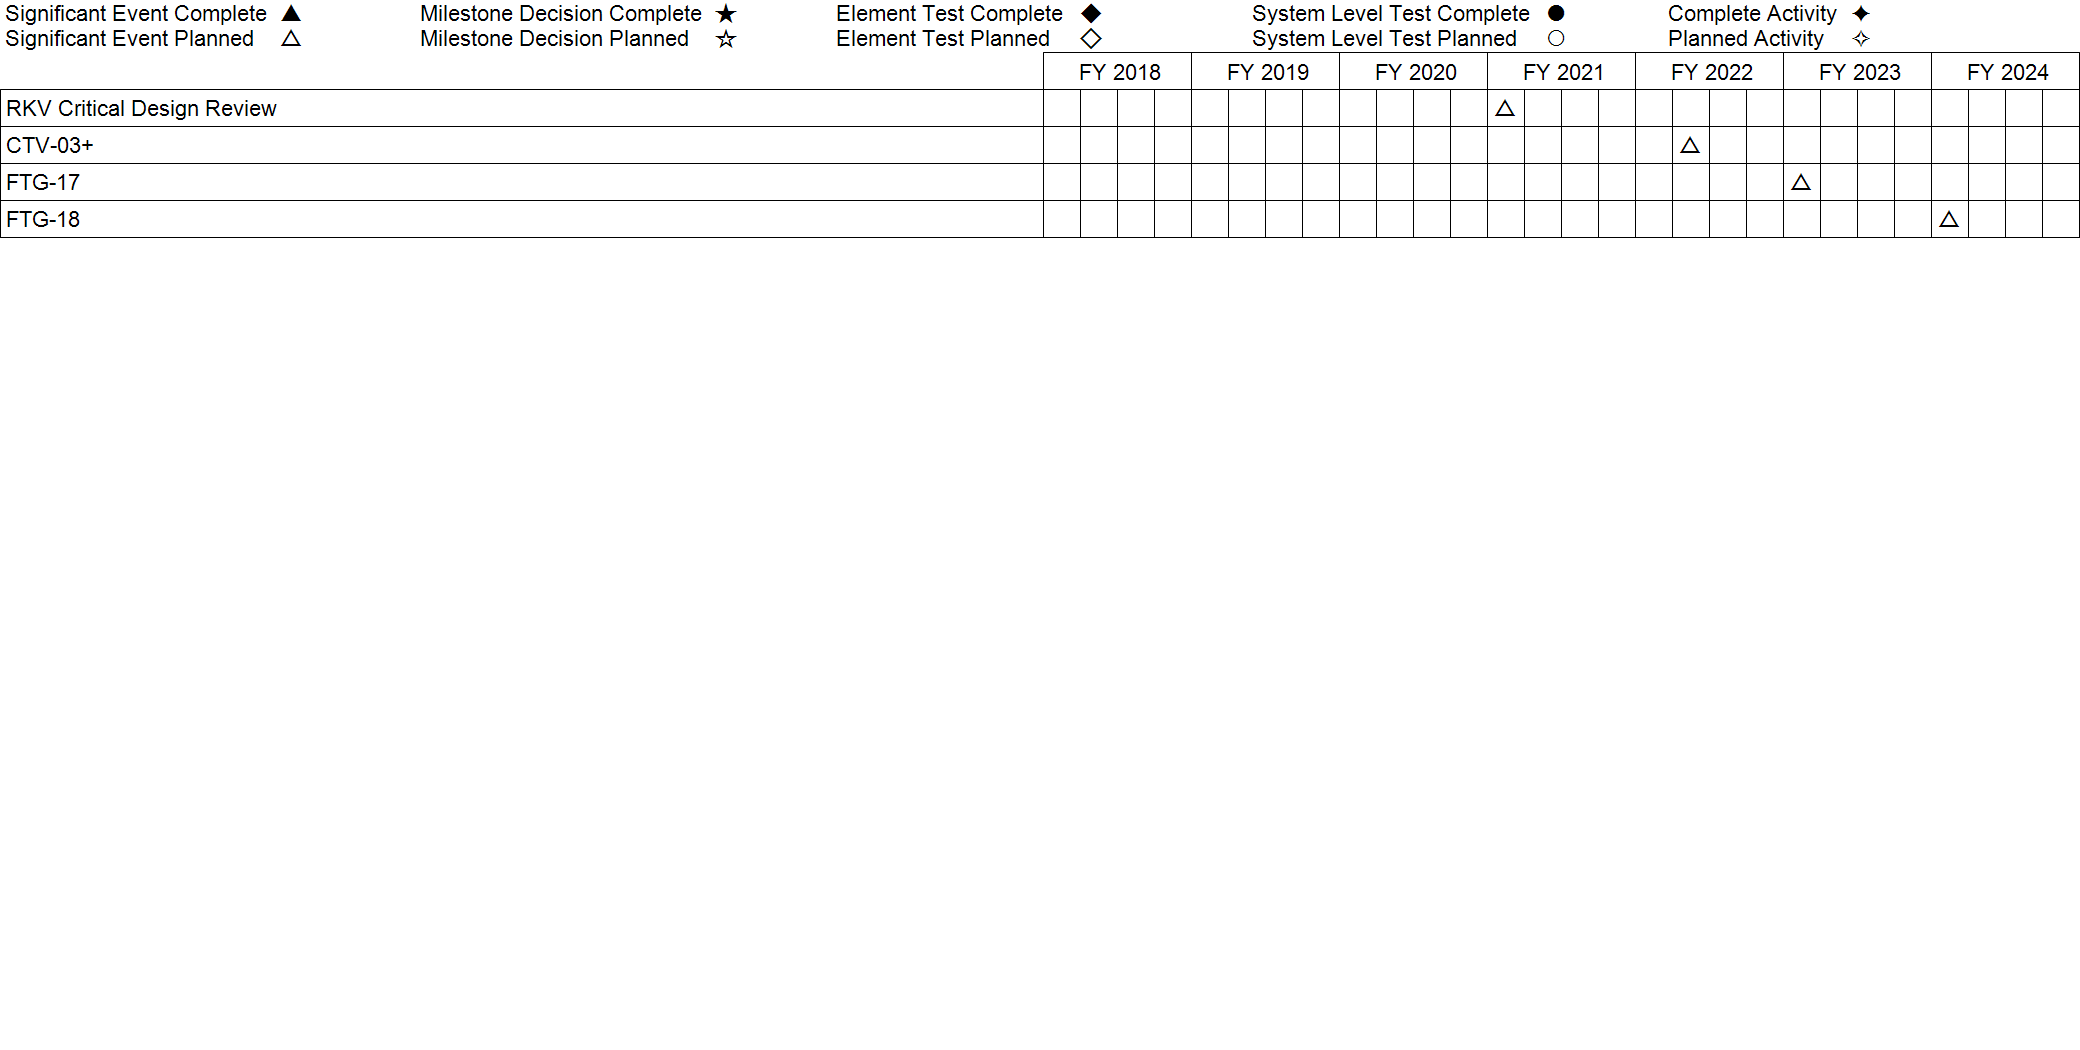 Significant Event Complete ▲ Milestone Decision Complete ★ Element Test Complete ◆ System Level Test Complete ● Complete Activity ✦
Significant Event Planned △ Milestone Decision Planned ☆ Element Test Planned ◇ System Level Test Planned ○ Planned Activity ✧
FY 2018 FY 2019 FY 2020 FY 2021 FY 2022 FY 2023 FY 2024
RKV Critical Design Review △
CTV-03+ △
FTG-17 △
FTG-18 △